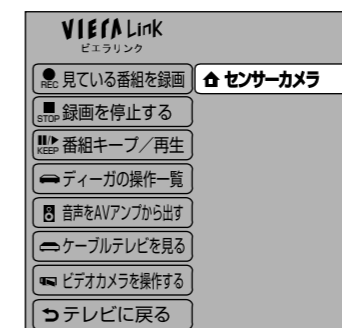 VIERA Link
ビエラリンク
REC 見ている番組を録画
センサーカメラ
STOP 録画を停止する
KEEP 番組キープ／再生
ディーガの操作一覧
音声をAVアンプから出す
ケーブルテレビを見る
ビデオカメラを操作する
テレビに戻る